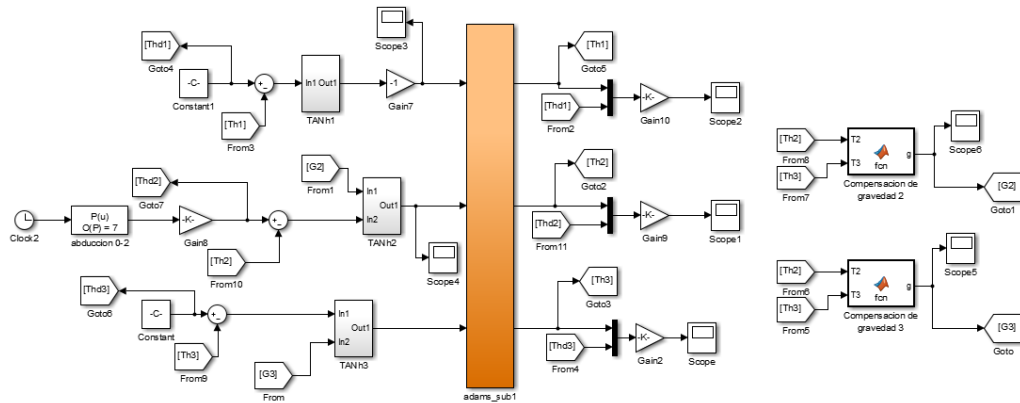 [Thd1]
Goto4
-C-
Constant1
+
-
[Th1]
From3
In1 Out1
TANh1
-1
Gain7
Scope3
[Th1]
Goto5
[Thd1]
From2
-K-
Gain10
Scope2
[Thd2]
Goto7
Clock2
P(u)
O(P) = 7
abduccion 0-2
-K-
Gain8
+
-
[Th2]
From10
[G2]
From1
In1
In2
Out1
TANh2
Scope4
[Th2]
Goto2
[Thd2]
From11
-K-
Gain9
Scope1
[Thd3]
Goto6
-C-
Constant
+
-
[Th3]
From9
[G3]
From
In1
In2
Out1
TANh3
adams_sub1
[Th3]
Goto3
[Thd3]
From4
-K-
Gain2
Scope
[Th2]
From8
[Th3]
From7
T2
T3
fcn
g
Compensacion de
gravedad 2
Scope6
[G2]
Goto1
[Th2]
From6
[Th3]
From5
T2
T3
fcn
g
Compensacion de
gravedad 3
Scope5
[G3]
Goto